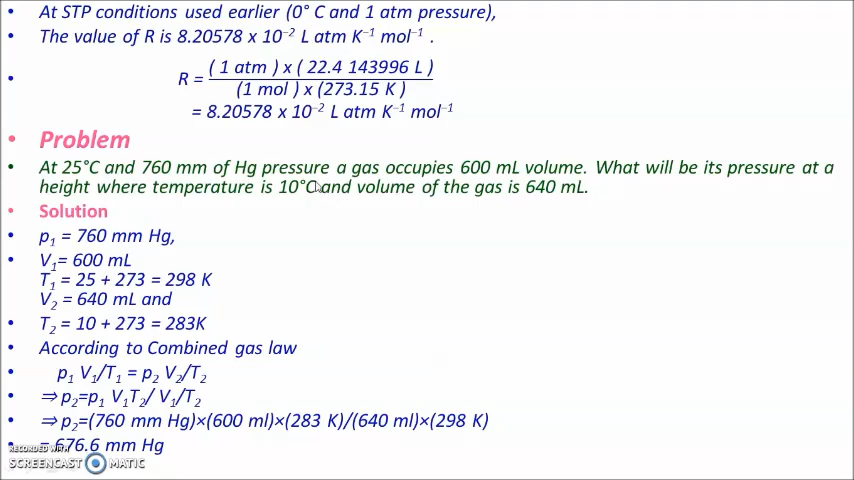 • At STP conditions used earlier (0° C and 1 atm pressure),
• The value of R is 8.20578 x 10⁻² L atm K⁻¹ mol⁻¹ .
• R = ( 1 atm ) x ( 22.4 143996 L ) / (1 mol ) x (273.15 K )
= 8.20578 x 10⁻² L atm K⁻¹ mol⁻¹
• Problem
• At 25°C and 760 mm of Hg pressure a gas occupies 600 mL volume. What will be its pressure at a
height where temperature is 10°C and volume of the gas is 640 mL.
• Solution
• p₁ = 760 mm Hg,
• V₁= 600 mL
T₁ = 25 + 273 = 298 K
V₂ = 640 mL and
• T₂ = 10 + 273 = 283K
• According to Combined gas law
• p₁ V₁/T₁ = p₂ V₂/T₂
• ⇒ p₂=p₁ V₁T₂/ V₁/T₂
• ⇒ p₂=(760 mm Hg)×(600 ml)×(283 K)/(640 ml)×(298 K)
• = 676.6 mm Hg
RECORDED WITH
SCREENCAST MATIC